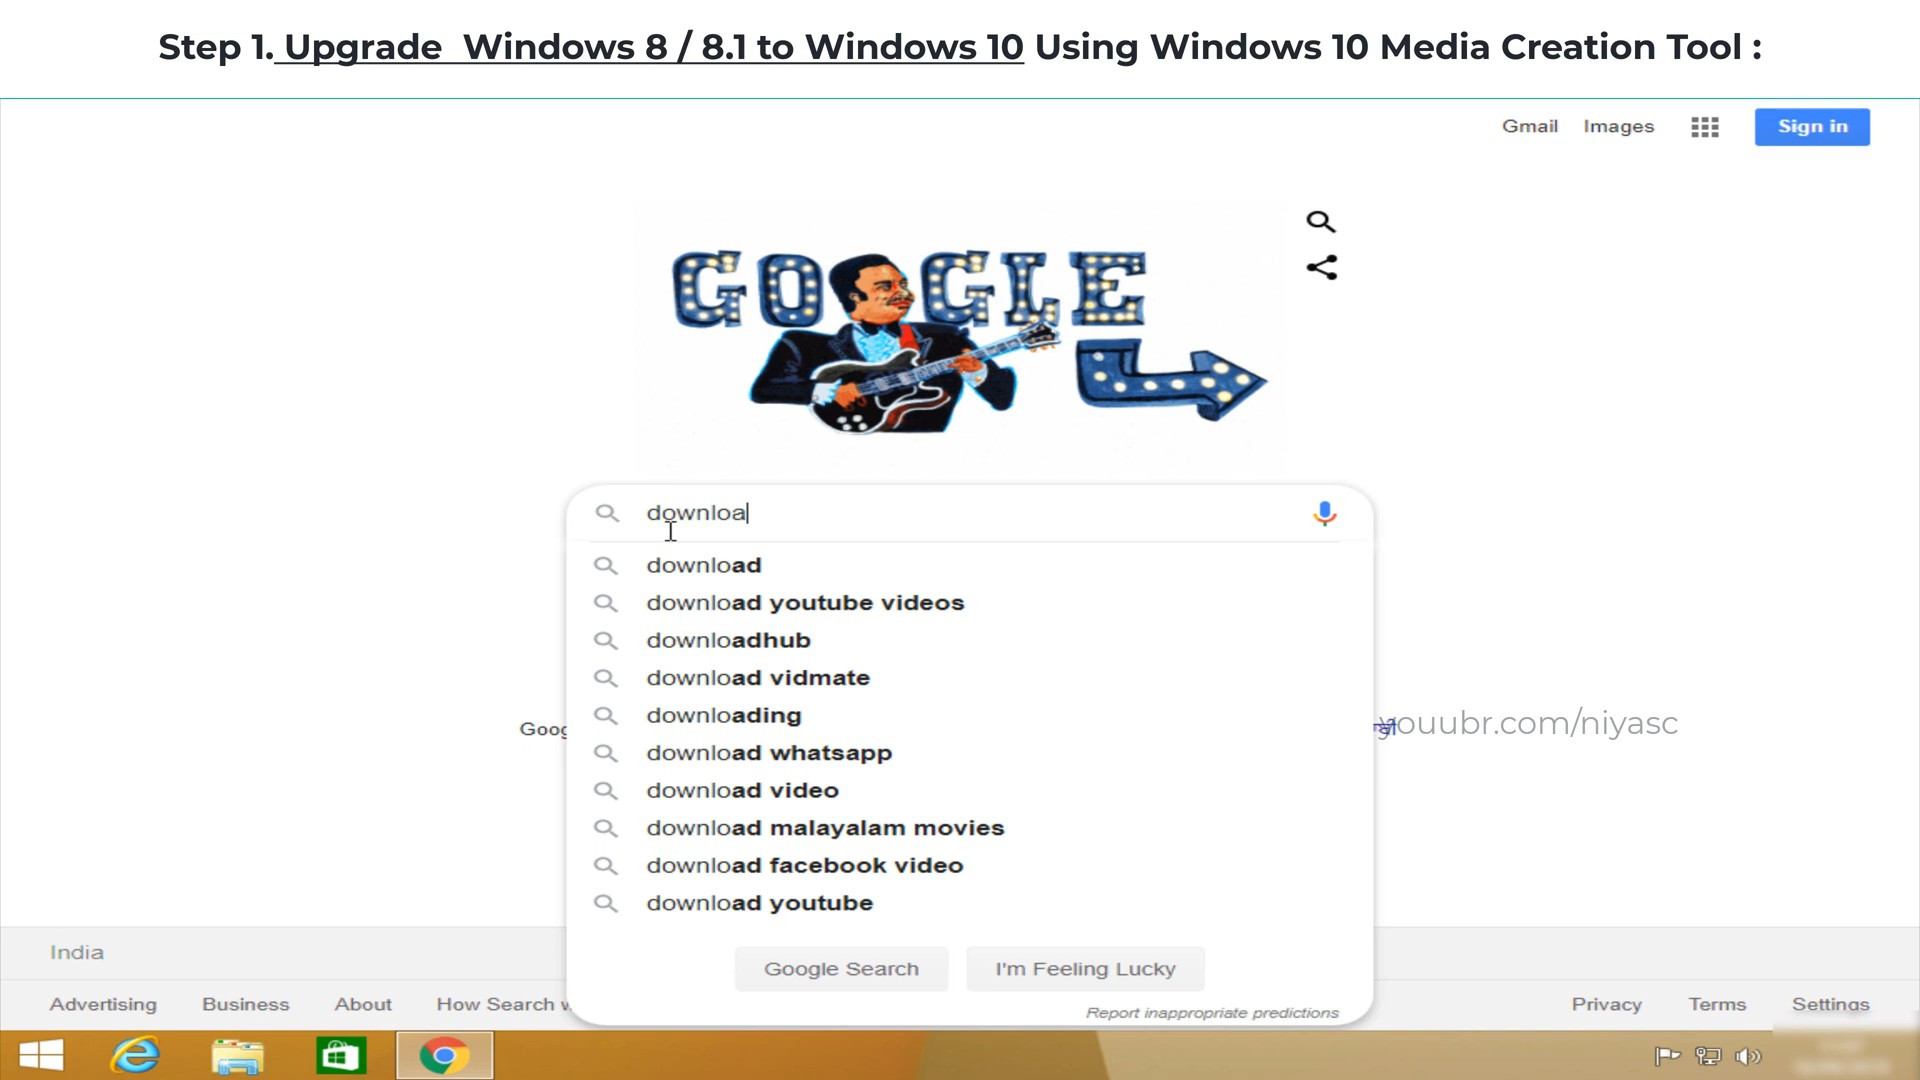 Step 1. Upgrade Windows 8 / 8.1 to Windows 10 Using Windows 10 Media Creation Tool :
Gmail Images Sign in
GOOGLE
downloa
download
download youtube videos
downloadhub
download vidmate
downloading
download whatsapp
download video
download malayalam movies
download facebook video
download youtube
Goog
youubr.com/niyasc
Google Search I'm Feeling Lucky
Report inappropriate predictions
India
Advertising Business About How Search w
Privacy Terms Settings